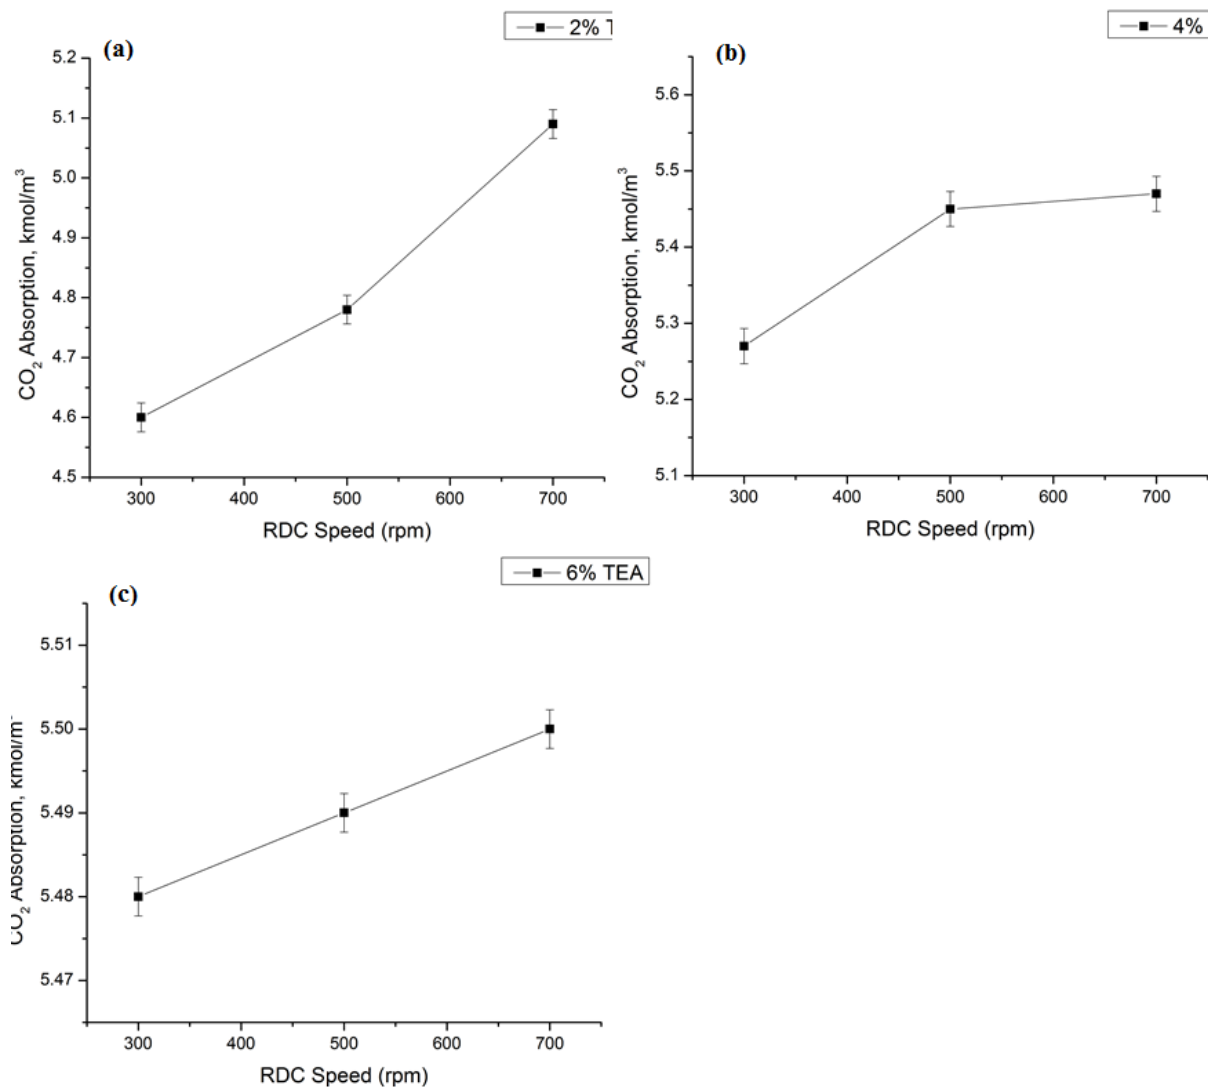 (a)
2% T
5.2
5.1
5.0
4.9
4.8
4.7
4.6
4.5
CO₂ Absorption, kmol/m³
300 400 500 600 700
RDC Speed (rpm)
(b)
4%
5.6
5.5
5.4
5.3
5.2
5.1
CO₂ Absorption, kmol/m³
300 400 500 600 700
RDC Speed (rpm)
(c)
6% TEA
5.51
5.50
5.49
5.48
5.47
CO₂ Absorption, kmol/m
300 400 500 600 700
RDC Speed (rpm)